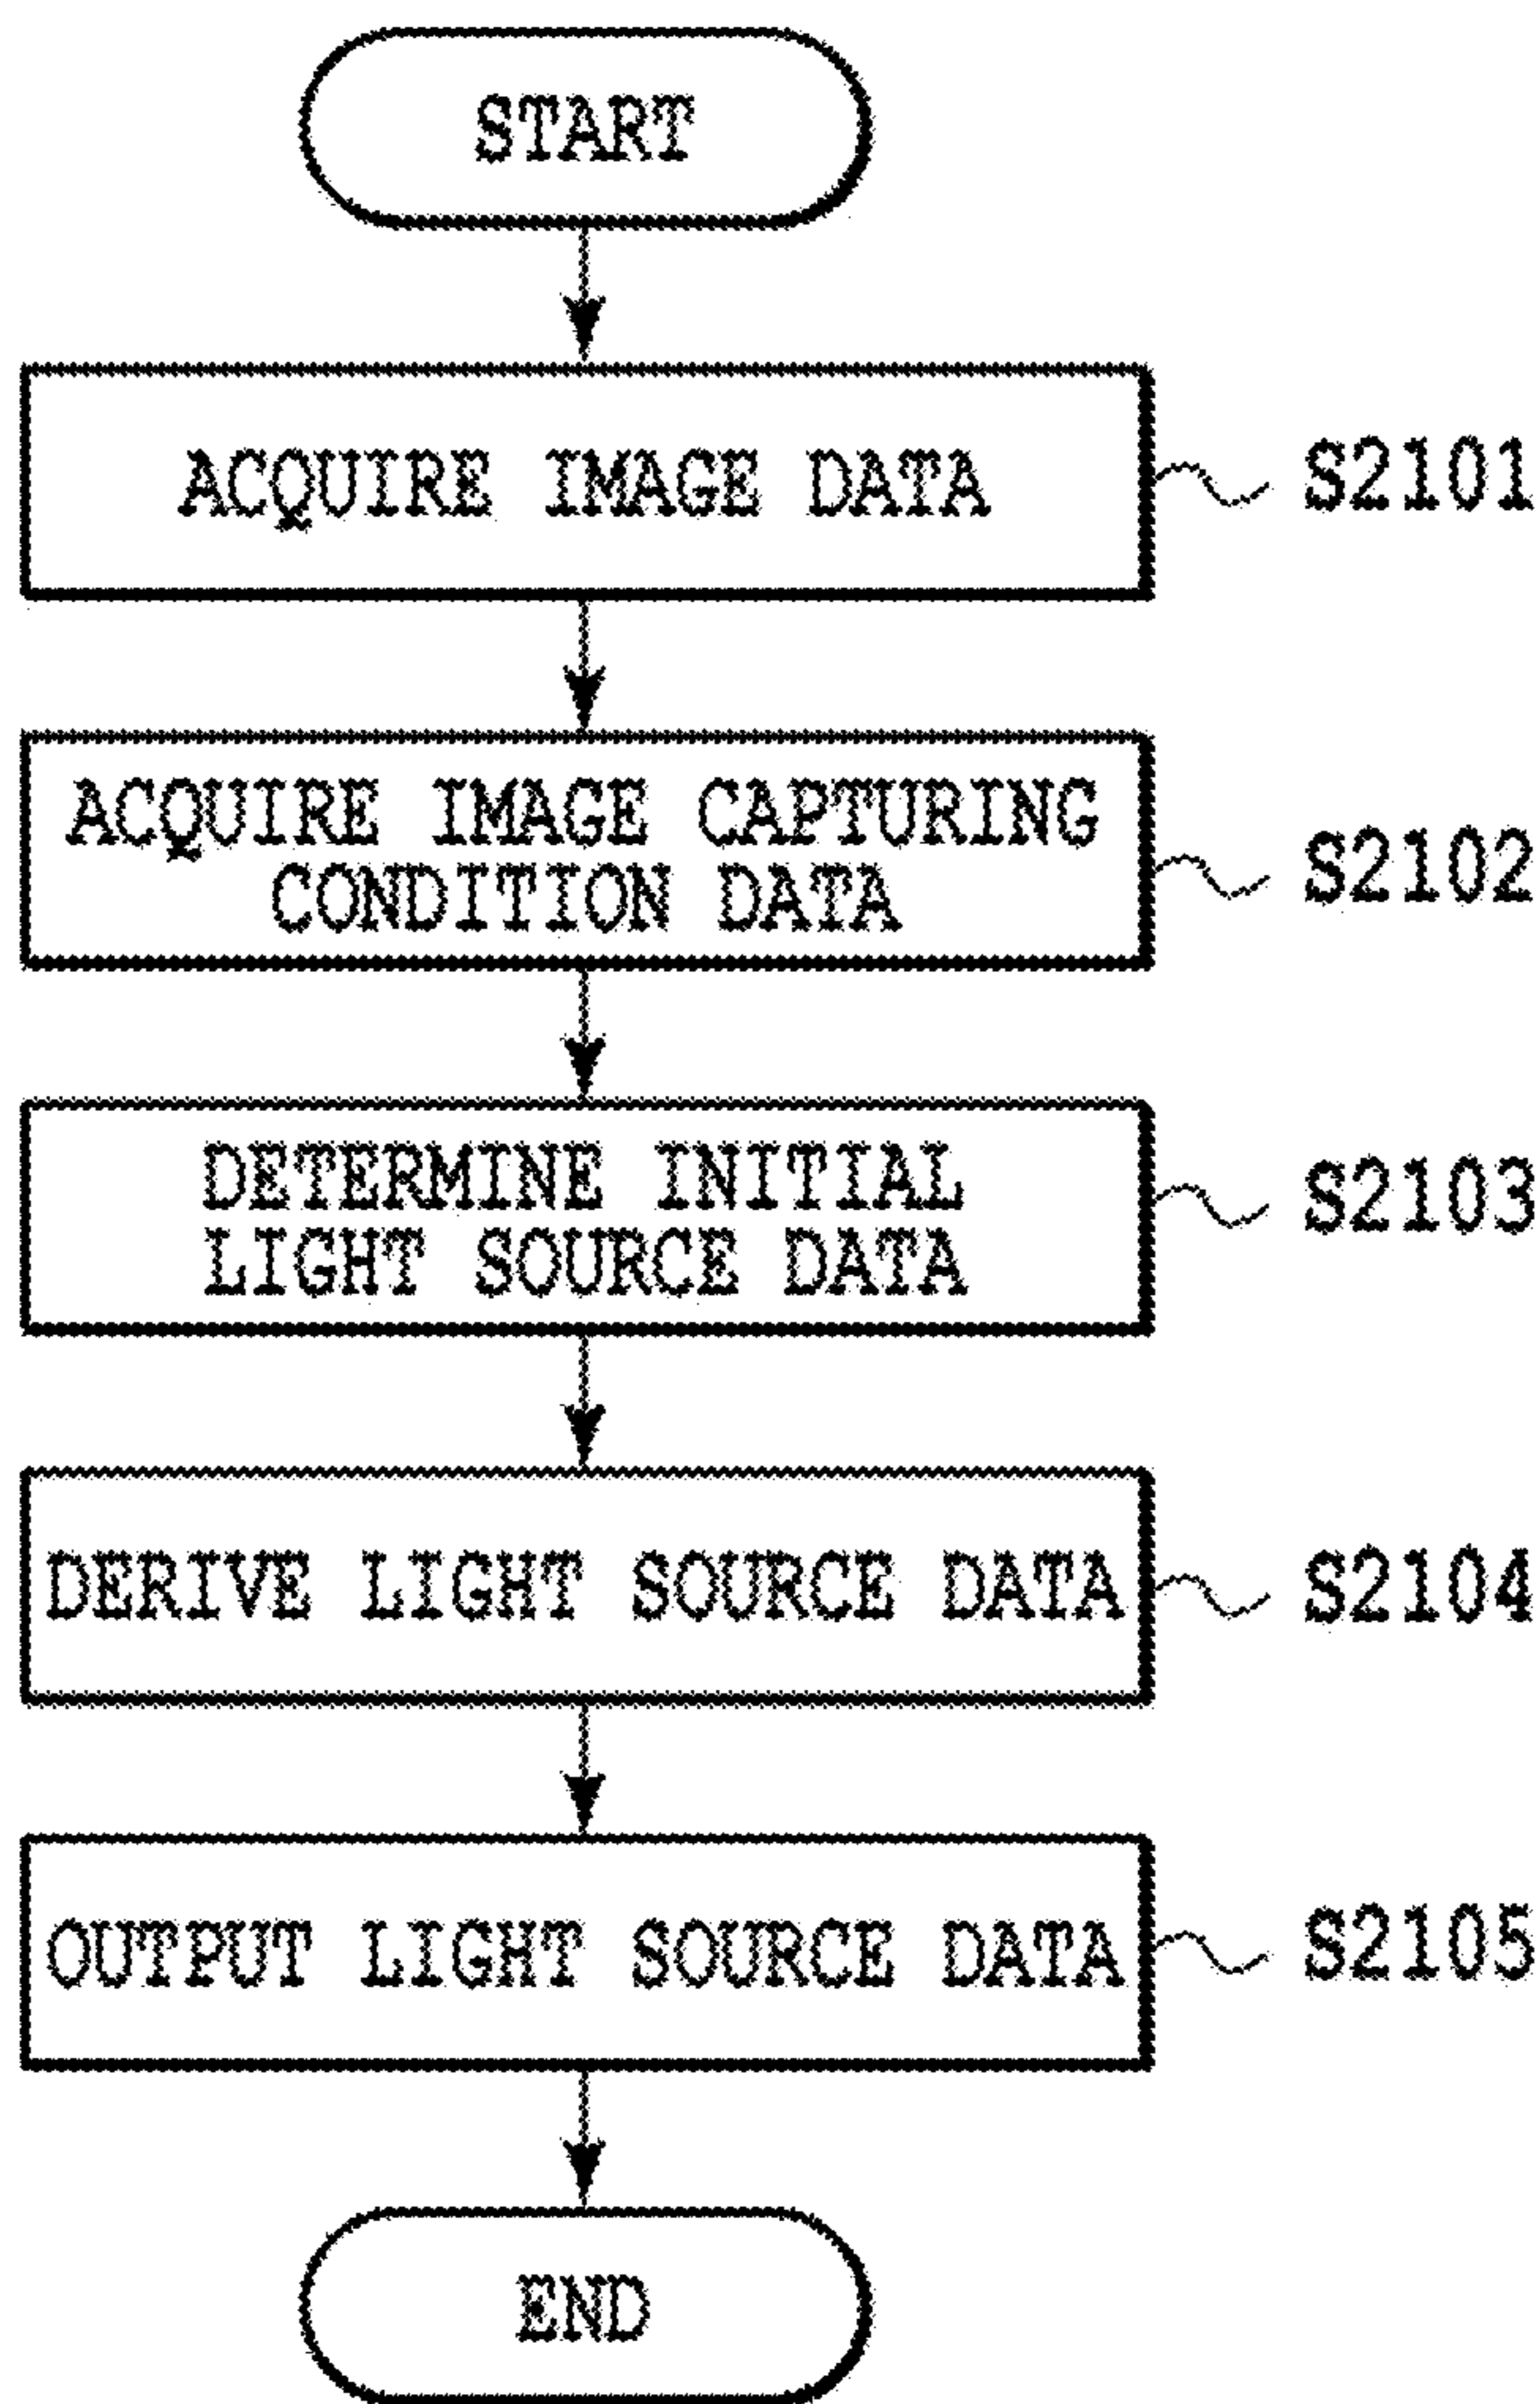 START
ACQUIRE IMAGE DATA
S2101
ACQUIRE IMAGE CAPTURING
CONDITION DATA
S2102
DETERMINE INITIAL
LIGHT SOURCE DATA
S2103
DERIVE LIGHT SOURCE DATA
S2104
OUTPUT LIGHT SOURCE DATA
S2105
END